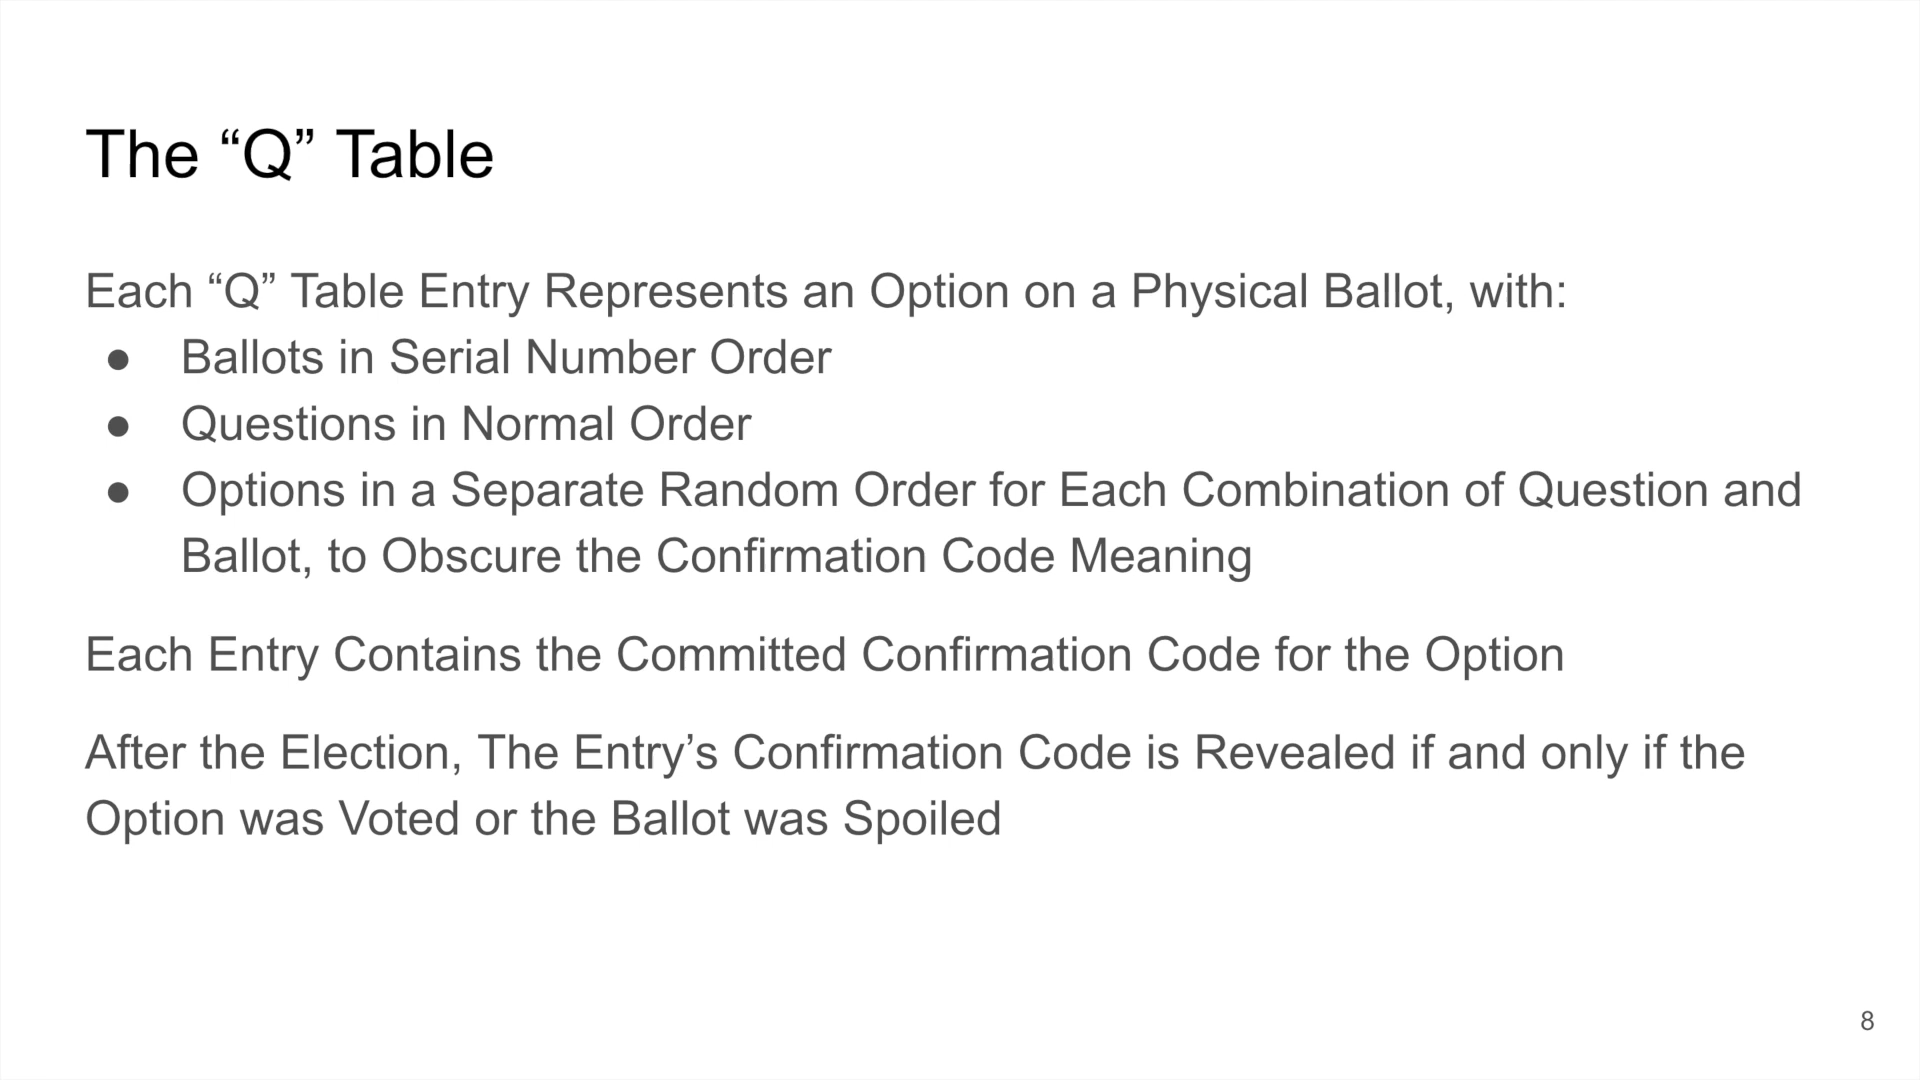 The “Q” Table
Each “Q” Table Entry Represents an Option on a Physical Ballot, with:
● Ballots in Serial Number Order
● Questions in Normal Order
● Options in a Separate Random Order for Each Combination of Question and
Ballot, to Obscure the Confirmation Code Meaning
Each Entry Contains the Committed Confirmation Code for the Option
After the Election, The Entry’s Confirmation Code is Revealed if and only if the
Option was Voted or the Ballot was Spoiled
8